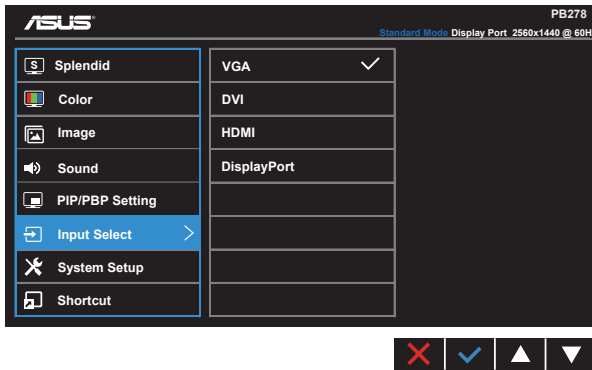 ASUS
PB278
Standard Mode Display Port 2560x1440 @ 60H
S Splendid
Color
Image
Sound
PIP/PBP Setting
Input Select
System Setup
Shortcut
VGA
DVI
HDMI
DisplayPort